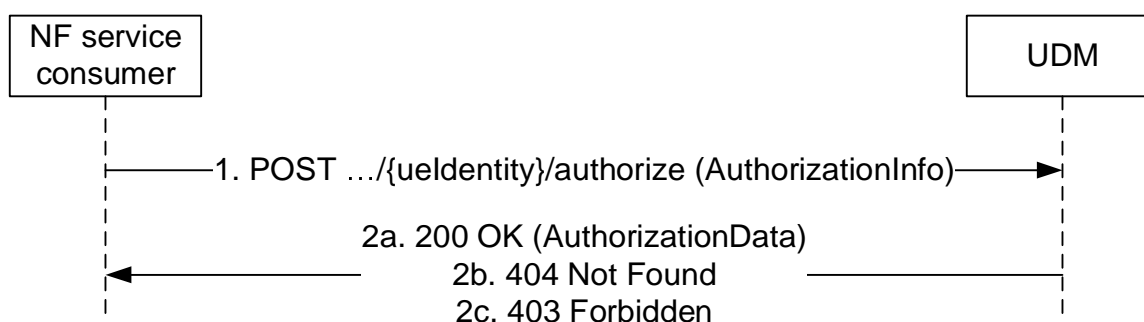 NF service
consumer
UDM
1. POST …/{ueIdentity}/authorize (AuthorizationInfo)
2a. 200 OK (AuthorizationData)
2b. 404 Not Found
2c. 403 Forbidden